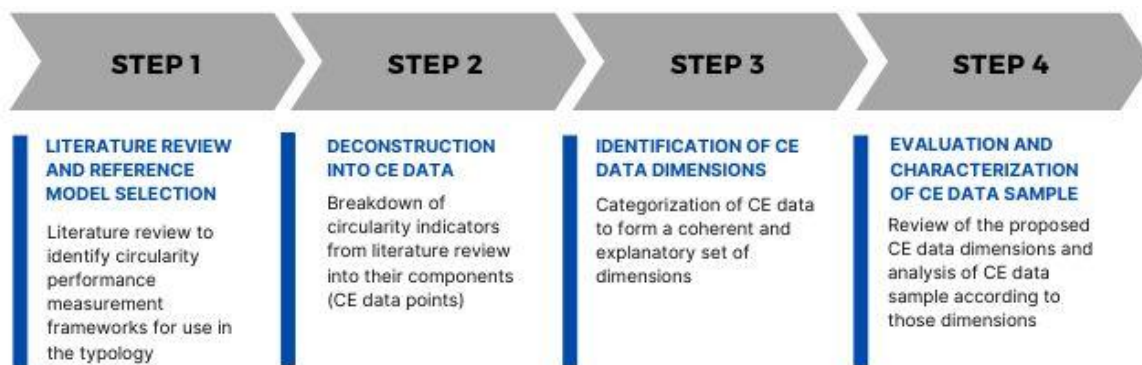 STEP 1
STEP 2
STEP 3
STEP 4
LITERATURE REVIEW
AND REFERENCE
MODEL SELECTION
Literature review to
identify circularity
performance
measurement
frameworks for use in
the typology
DECONSTRUCTION
INTO CE DATA
Breakdown of
circularity indicators
from literature review
into their components
(CE data points)
IDENTIFICATION OF CE
DATA DIMENSIONS
Categorization of CE data
to form a coherent and
explanatory set of
dimensions
EVALUATION AND
CHARACTERIZATION
OF CE DATA SAMPLE
Review of the proposed
CE data dimensions and
analysis of CE data
sample according to
those dimensions